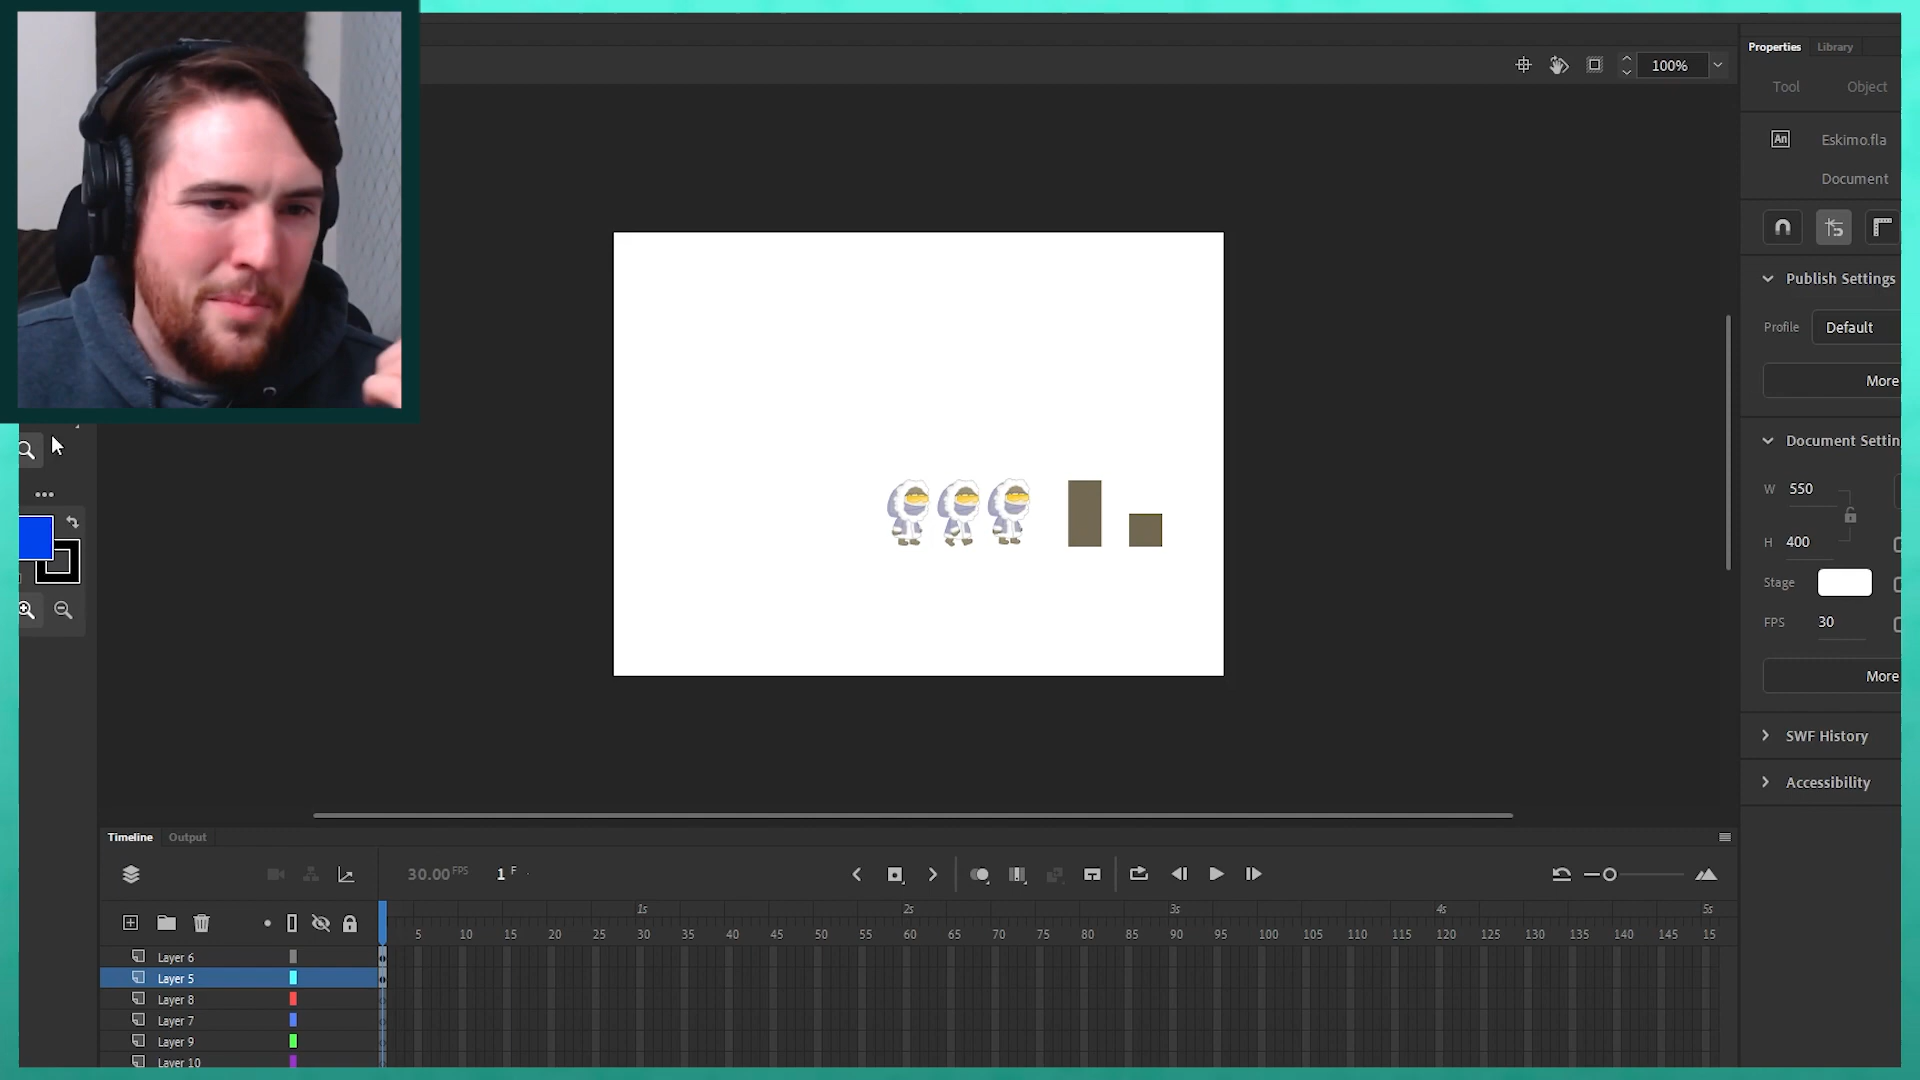 100%
Properties Library
Tool Object
An Eskimo.fla
Document
Publish Settings
Profile Default
More
Document Settin
W 550
H 400
Stage
FPS 30
More
SWF History
Accessibility
Timeline Output
30.00 FPS 1 F
1s 2s 3s 4s 5s
5 10 15 20 25 30 35 40 45 50 55 60 65 70 75 80 85 90 95 100 105 110 115 120 125 130 135 140 145 15
Layer 6
Layer 5
Layer 8
Layer 7
Layer 9
Layer 10